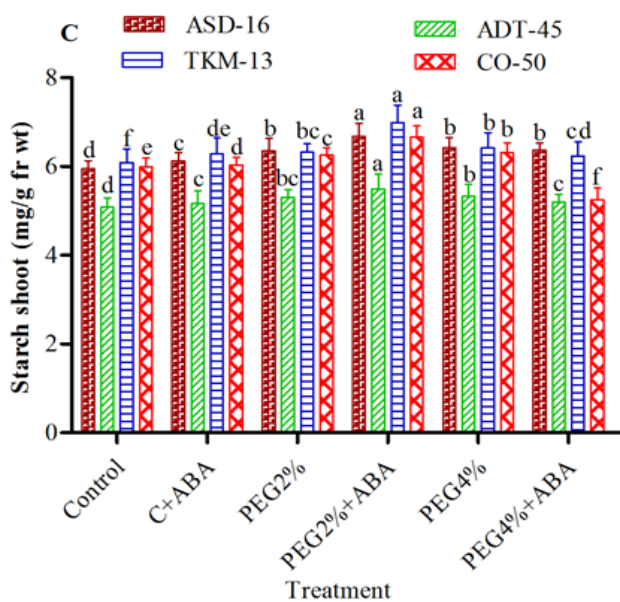 C
ASD-16
ADT-45
TKM-13
CO-50
Starch shoot (mg/g fr wt)
8
6
4
2
0
d d f e
c c de d
b bc bc c
a a a a
b b b b
b c cd f
Control
C+ABA
PEG2%
PEG2%+ABA
PEG4%
PEG4%+ABA
Treatment